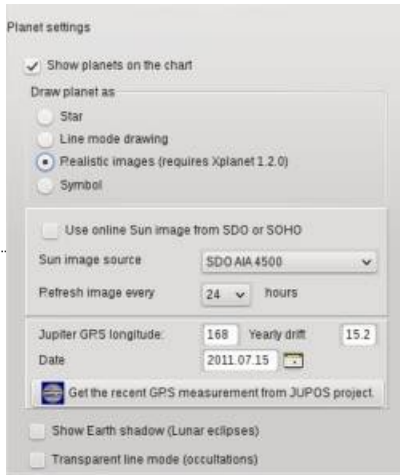 Planet settings
Show planets on the chart
Draw planet as
Star
Line mode drawing
Realistic images (requires Xplanet 1.2.0)
Symbol
Use online Sun image from SDO or SOHO
Sun image source SDO AIA 4500
Refresh image every 24 hours
Jupiter GRS longitude: 168 Yearly drift 15.2
Date 2011.07.15
Get the recent GRS measurement from JUPOS project.
Show Earth shadow (Lunar eclipses)
Transparent line mode (occultations)